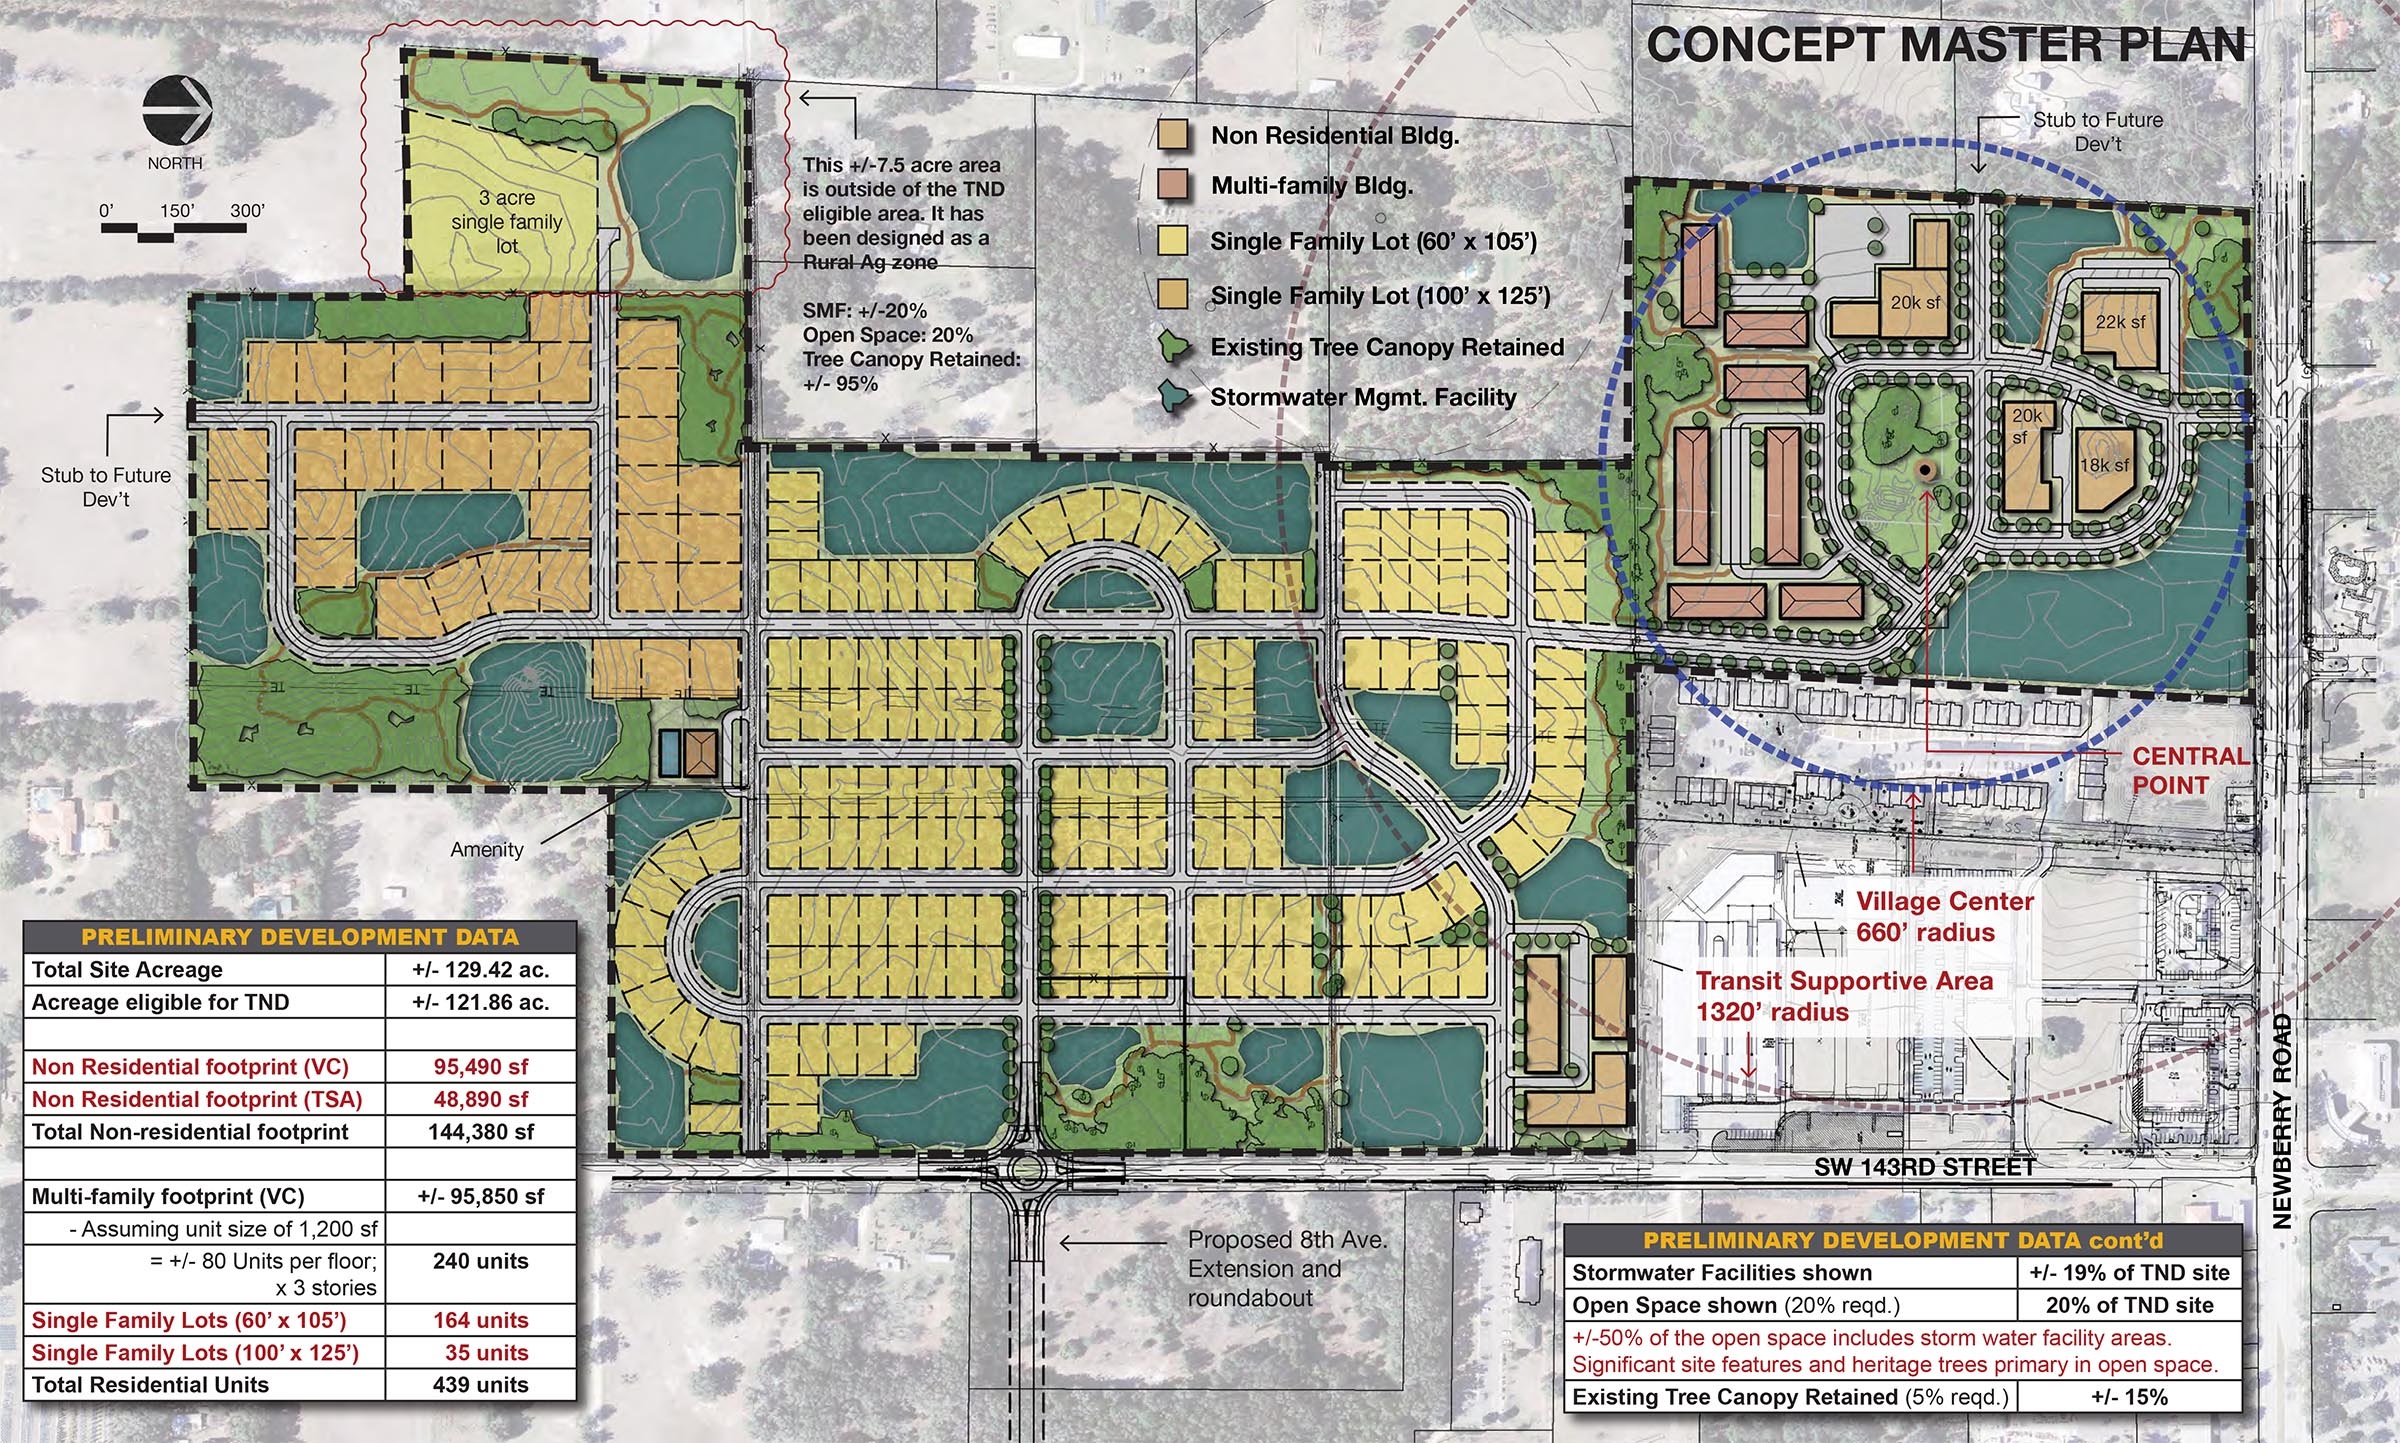 CONCEPT MASTER PLAN
NORTH
0’ 150’ 300’
3 acre
single family
lot
This +/-7.5 acre area
is outside of the TND
eligible area. It has
been designed as a
Rural Ag zone
SMF: +/-20%
Open Space: 20%
Tree Canopy Retained:
+/- 95%
Non Residential Bldg.
Multi-family Bldg.
Single Family Lot (60’ x 105’)
Single Family Lot (100’ x 125’)
Existing Tree Canopy Retained
Stormwater Mgmt. Facility
Stub to Future
Dev’t
20k sf
22k sf
20k
sf
18k sf
Stub to Future
Dev’t
TE
TE
TE
TE
TE
TE
Amenity
CENTRAL
POINT
Village Center
660’ radius
Transit Supportive Area
1320’ radius
SW 143RD STREET
NEWBERRY ROAD
Proposed 8th Ave.
Extension and
roundabout
PRELIMINARY DEVELOPMENT DATA
Total Site Acreage +/- 129.42 ac.
Acreage eligible for TND +/- 121.86 ac.
Non Residential footprint (VC) 95,490 sf
Non Residential footprint (TSA) 48,890 sf
Total Non-residential footprint 144,380 sf
Multi-family footprint (VC) +/- 95,850 sf
- Assuming unit size of 1,200 sf
= +/- 80 Units per floor; 240 units
x 3 stories
Single Family Lots (60’ x 105’) 164 units
Single Family Lots (100’ x 125’) 35 units
Total Residential Units 439 units
PRELIMINARY DEVELOPMENT DATA cont’d
Stormwater Facilities shown +/- 19% of TND site
Open Space shown (20% reqd.) 20% of TND site
+/-50% of the open space includes storm water facility areas.
Significant site features and heritage trees primary in open space.
Existing Tree Canopy Retained (5% reqd.) +/- 15%